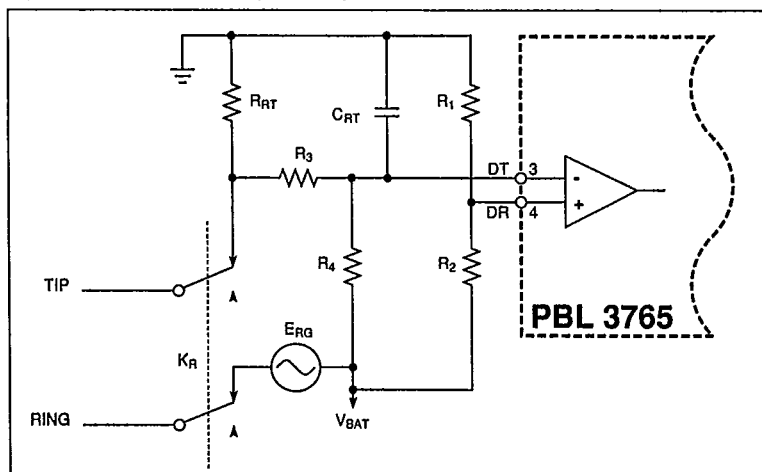 R_RT
C_RT
R_1
R_3
DT 3
-
DR 4
+
R_4
R_2
TIP
PBL 3765
E_RG
K_R
V_BAT
RING